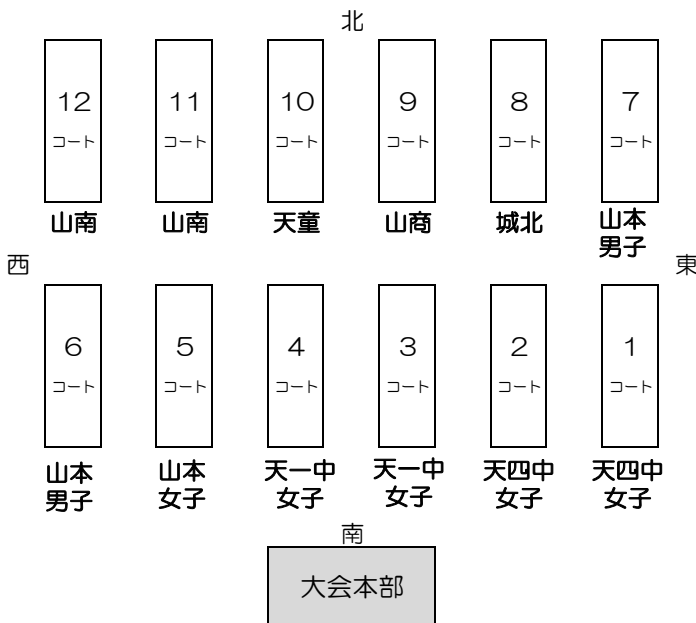 北
12 11 10 9 8 7
コート コート コート コート コート コート
山南 山南 天童 山商 城北 山本
男子
西 東
6 5 4 3 2 1
コート コート コート コート コート コート
山本 山本 天一中 天一中 天四中 天四中
男子 女子 女子 女子 女子 女子
南
大会本部